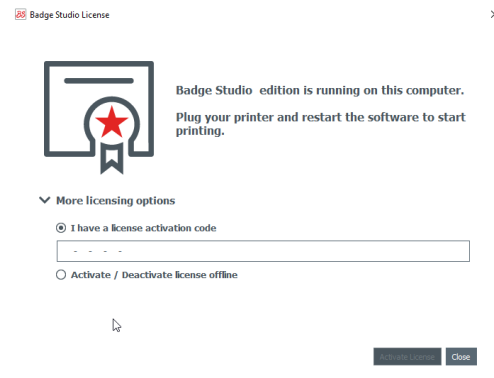 BS Badge Studio License
Badge Studio  edition is running on this computer.
Plug your printer and restart the software to start
printing.
More licensing options
I have a license activation code
- - - -
Activate / Deactivate license offline
Activate License Close